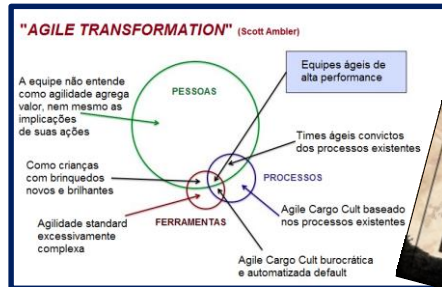 "AGILE TRANSFORMATION" (Scott Ambler)
Equipes ágeis de
alta performance
PESSOAS
A equipe não entende
como agilidade agrega
valor, nem mesmo as
implicações
de suas ações
Times ágeis convictos
dos processos existentes
Como crianças
com brinquedos
novos e brilhantes
PROCESSOS
Agile Cargo Cult baseado
nos processos existentes
Agilidade standard
excessivamente
complexa
FERRAMENTAS
Agile Cargo Cult burocrática
e automatizada default